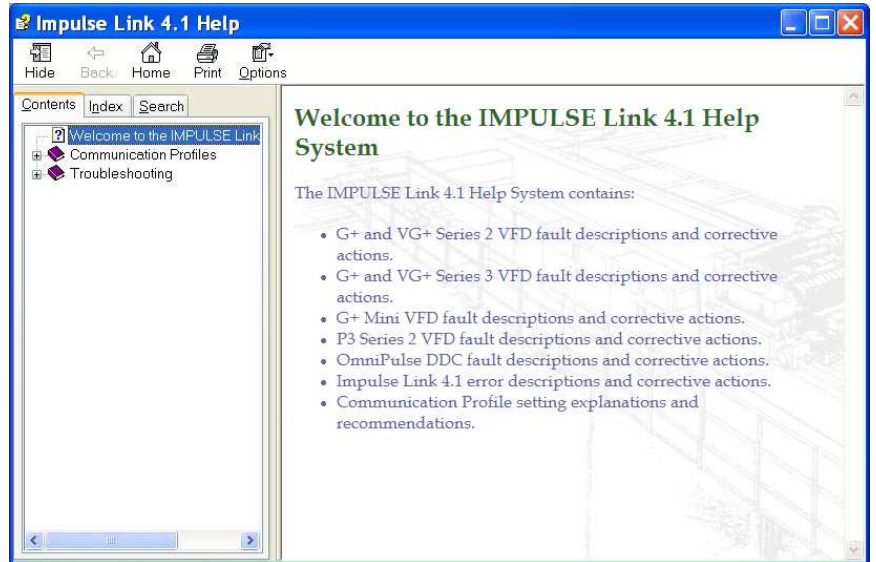 Impulse Link 4.1 Help
Hide Back Home Print Options
Contents Index Search
Welcome to the IMPULSE Link
Communication Profiles
Troubleshooting
Welcome to the IMPULSE Link 4.1 Help
System
The IMPULSE Link 4.1 Help System contains:
• G+ and VG+ Series 2 VFD fault descriptions and corrective
actions.
• G+ and VG+ Series 3 VFD fault descriptions and corrective
actions.
• G+ Mini VFD fault descriptions and corrective actions.
• P3 Series 2 VFD fault descriptions and corrective actions.
• OmniPulse DDC fault descriptions and corrective actions.
• Impulse Link 4.1 error descriptions and corrective actions.
• Communication Profile setting explanations and
recommendations.